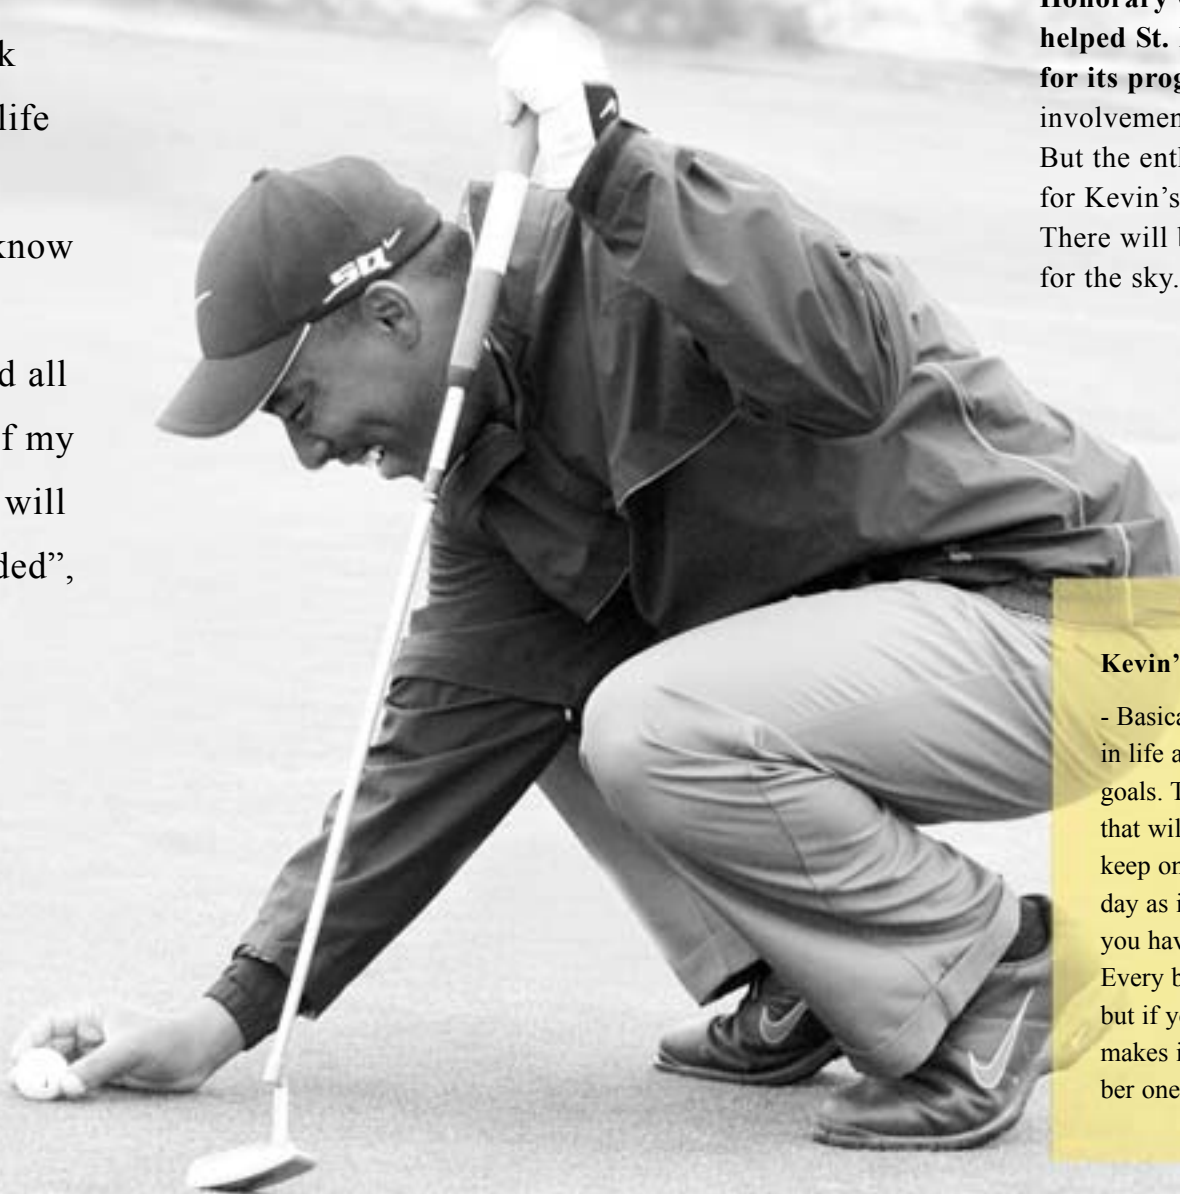 k
life
know
d all
f my
will
ded”,
Honorary
helped St.
for its prog
involvemen
But the enth
for Kevin’s
There will b
for the sky.
SQ
Kevin’
- Basica
in life a
goals. T
that wil
keep on
day as i
you hav
Every b
but if yo
makes i
ber one